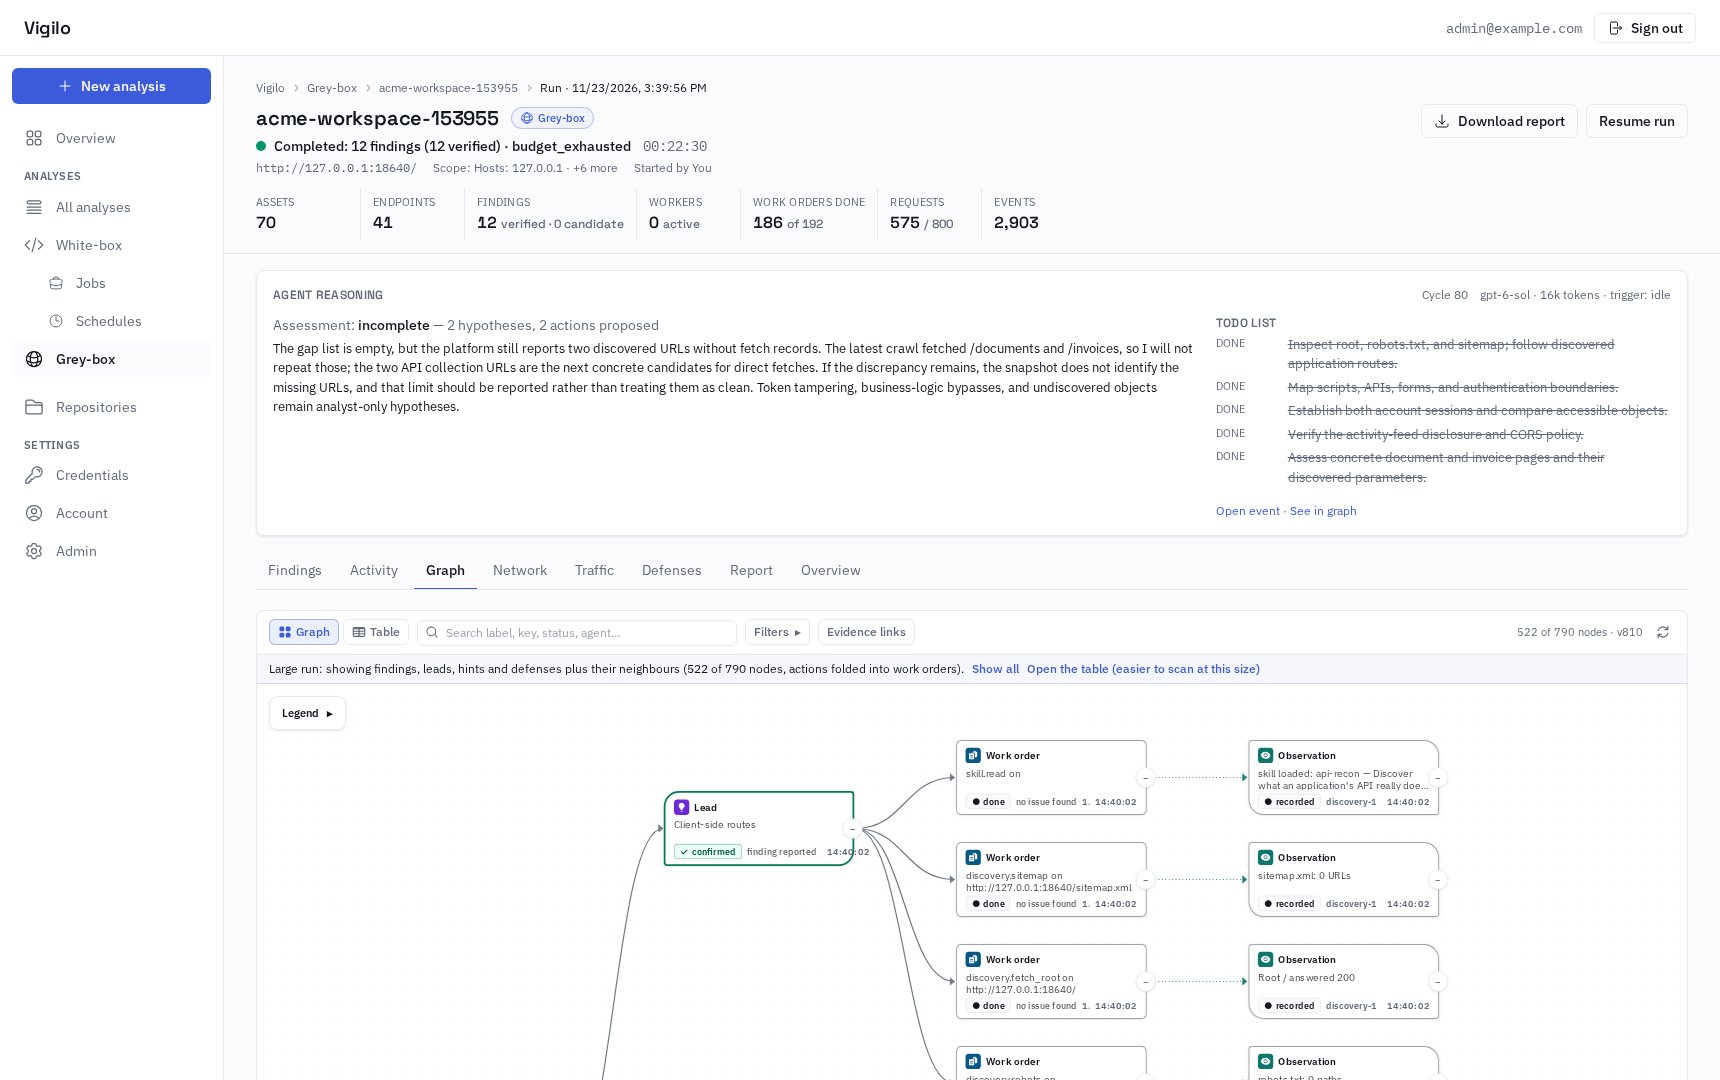 Vigilo
admin@example.com
Sign out
New analysis
Overview
ANALYSES
All analyses
White-box
Jobs
Schedules
Grey-box
Repositories
SETTINGS
Credentials
Account
Admin
Vigilo > Grey-box > acme-workspace-153955 > Run · 11/23/2026, 3:39:56 PM
acme-workspace-153955
Grey-box
Download report
Resume run
Completed: 12 findings (12 verified) · budget_exhausted 00:22:30
http://127.0.0.1:18640/ Scope: Hosts: 127.0.0.1 · +6 more Started by You
ASSETS
70
ENDPOINTS
41
FINDINGS
12 verified · 0 candidate
WORKERS
0 active
WORK ORDERS DONE
186 of 192
REQUESTS
575 / 800
EVENTS
2,903
AGENT REASONING
Cycle 80 gpt-6-sol · 16k tokens · trigger: idle
Assessment: incomplete — 2 hypotheses, 2 actions proposed
The gap list is empty, but the platform still reports two discovered URLs without fetch records. The latest crawl fetched /documents and /invoices, so I will not
repeat those; the two API collection URLs are the next concrete candidates for direct fetches. If the discrepancy remains, the snapshot does not identify the
missing URLs, and that limit should be reported rather than treating them as clean. Token tampering, business-logic bypasses, and undiscovered objects
remain analyst-only hypotheses.
TODO LIST
DONE Inspect root, robots.txt, and sitemap; follow discovered
application routes.
DONE Map scripts, APIs, forms, and authentication boundaries.
DONE Establish both account sessions and compare accessible objects.
DONE Verify the activity-feed disclosure and CORS policy.
DONE Assess concrete document and invoice pages and their
discovered parameters.
Open event · See in graph
Findings Activity Graph Network Traffic Defenses Report Overview
Graph
Table
Search label, key, status, agent…
Filters ▸
Evidence links
522 of 790 nodes · v810
Large run: showing findings, leads, hints and defenses plus their neighbours (522 of 790 nodes, actions folded into work orders). Show all Open the table (easier to scan at this size)
Legend ▸
Lead
Client-side routes
✓ confirmed finding reported 14:40:02
Work order
skill.read on
● done no issue found 1. 14:40:02
Observation
skill loaded: api-recon — Discover
what an application's API really doe…
● recorded discovery-1 14:40:02
Work order
discovery.sitemap on
http://127.0.0.1:18640/sitemap.xml
● done no issue found 1. 14:40:02
Observation
sitemap.xml: 0 URLs
● recorded discovery-1 14:40:02
Work order
discovery.fetch_root on
http://127.0.0.1:18640/
● done no issue found 1. 14:40:02
Observation
Root / answered 200
● recorded discovery-1 14:40:02
Work order
discovery.robots on
Observation
robots.txt: 0 paths